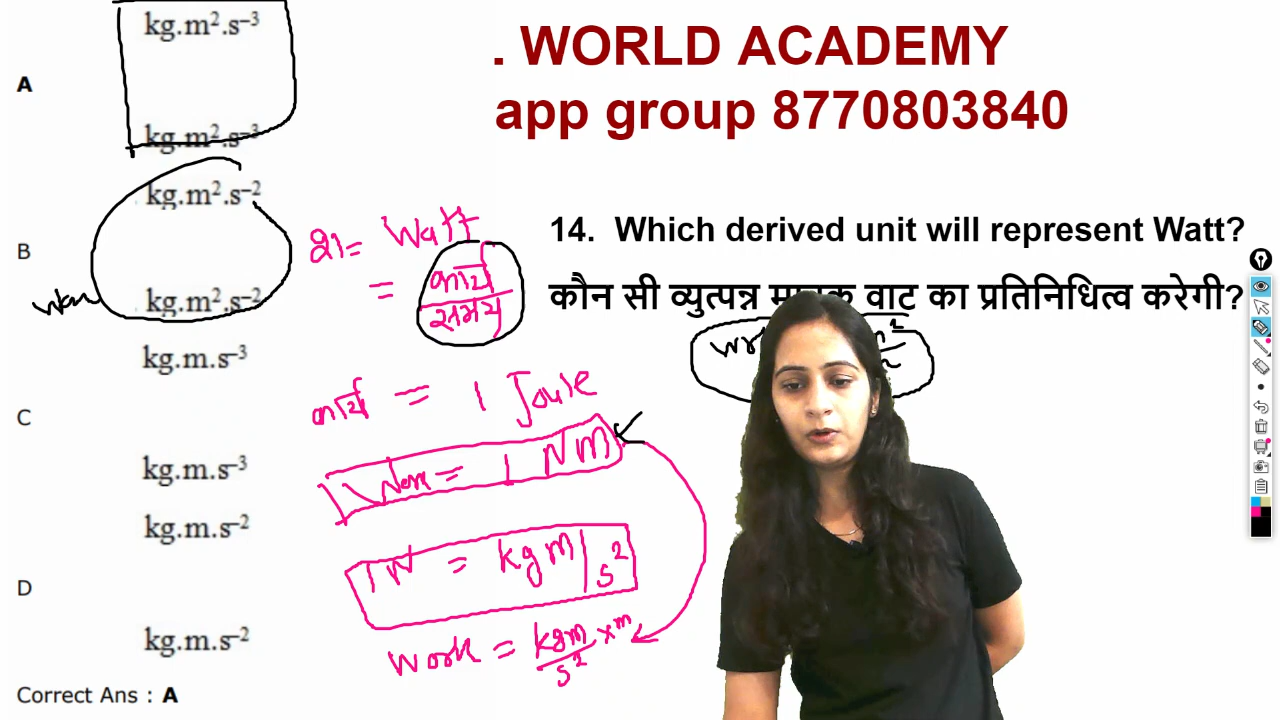 kg.m².s⁻³
A
kg.m².s⁻³
kg.m².s⁻²
B
kg.m².s⁻²
kg.m.s⁻³
C
kg.m.s⁻³
kg.m.s⁻²
D
kg.m.s⁻²
Correct Ans : A
. WORLD ACADEMY
app group 8770803840
14. Which derived unit will represent Watt?
कौन सी व्युत्पन्न मात्रक वाट का प्रतिनिधित्व करेगी?
= Watt
= कार्य
समय
कार्य = 1 Joule
= 1 NM
1N = kgm/s²
Work = kgm/s² × m